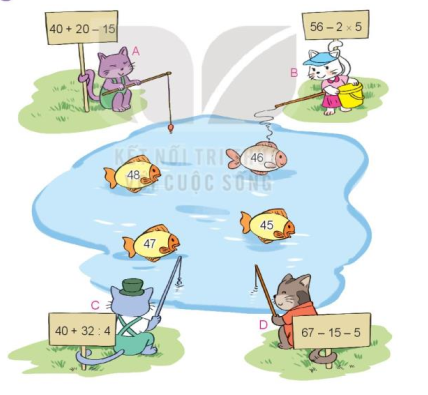 40 + 20 – 15
56 – 2 × 5
A
B
KẾT NỐI TRI THỨC
VỚI CUỘC SỐNG
46
48
45
47
C
D
40 + 32 : 4
67 – 15 – 5